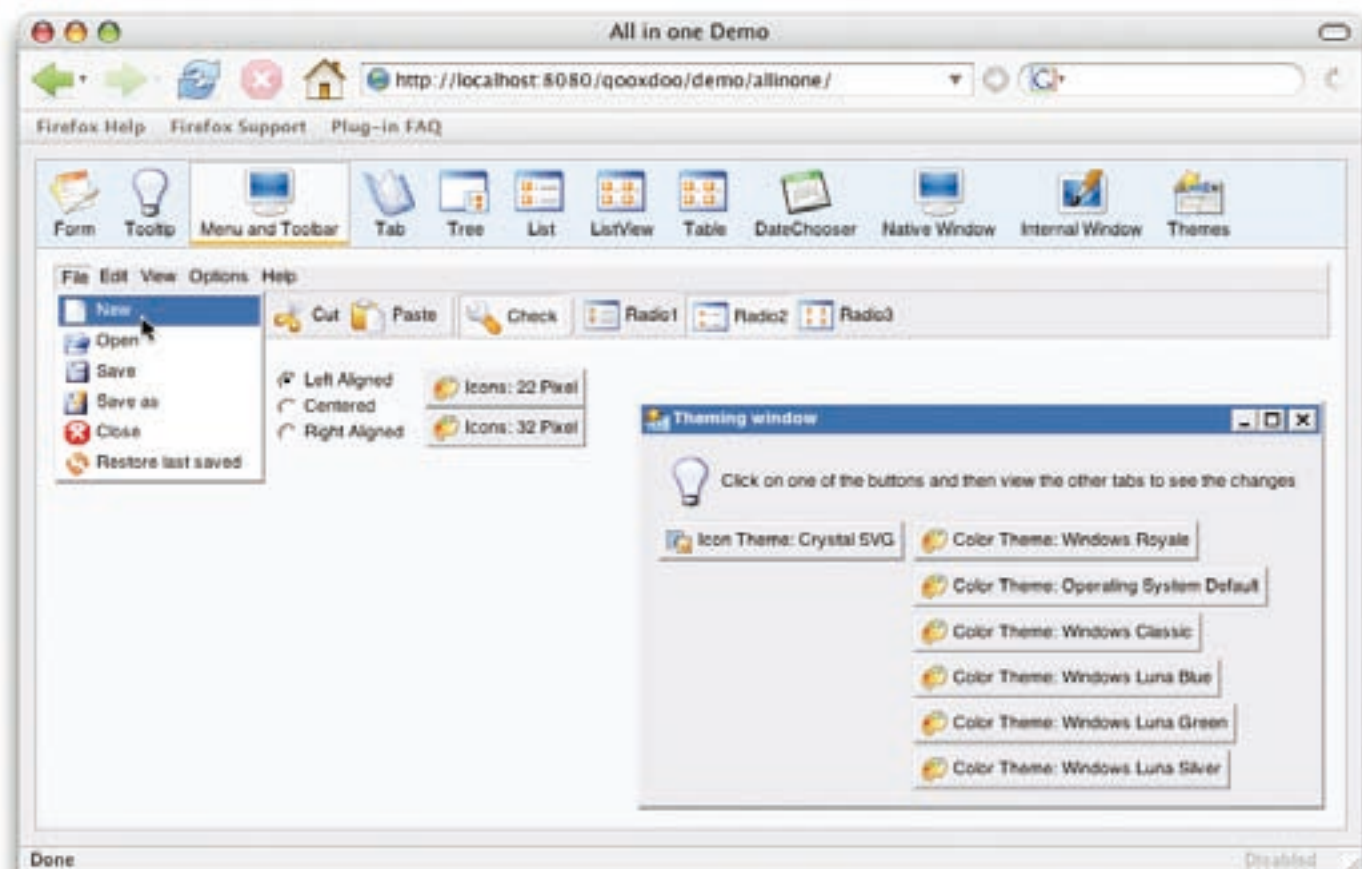 All in one Demo
http://localhost:8080/qooxdoo/demo/allinone/
Firefox Help Firefox Support Plug-in FAQ
Form Tooltip Menu and Toolbar Tab Tree List ListView Table DateChooser Native Window Internal Window Themes
File Edit View Options Help
New
Open
Save
Save as
Close
Restore last saved
Cut Paste Check Radio1 Radio2 Radio3
Left Aligned
Centered
Right Aligned
Icons: 22 Pixel
Icons: 32 Pixel
Theming window
Click on one of the buttons and then view the other tabs to see the changes
Icon Theme: Crystal SVG
Color Theme: Windows Royale
Color Theme: Operating System Default
Color Theme: Windows Classic
Color Theme: Windows Luna Blue
Color Theme: Windows Luna Green
Color Theme: Windows Luna Silver
Done
Disabled